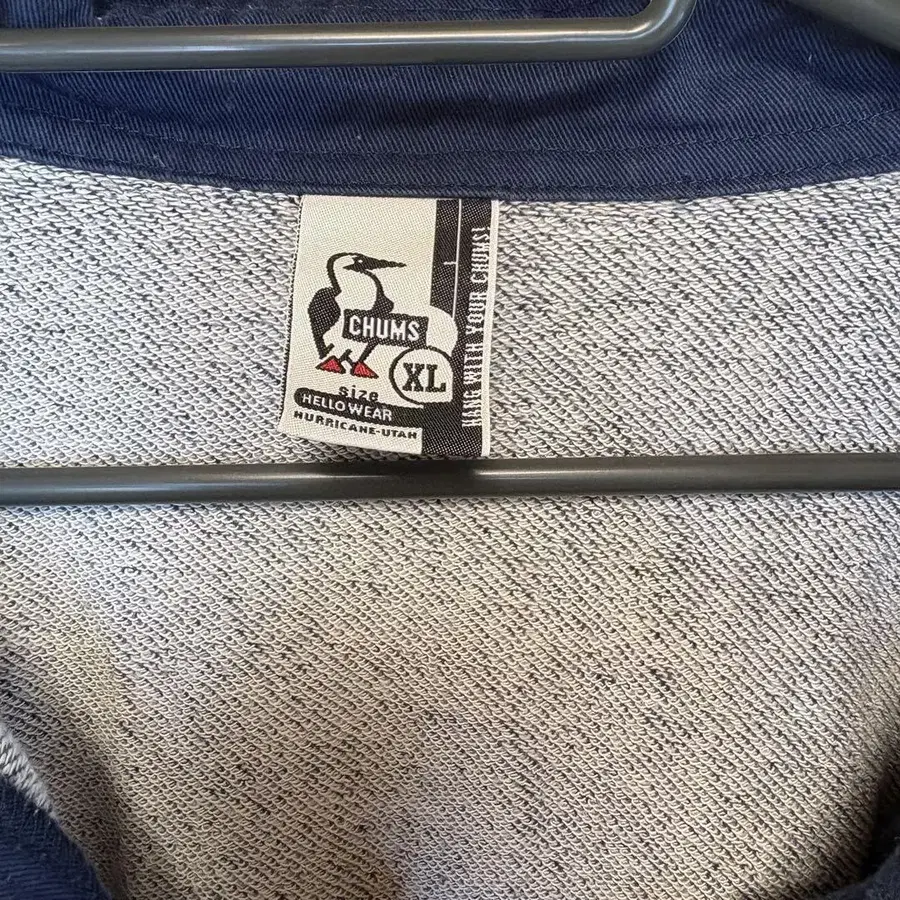 CHUMS
XL
size
HELLO WEAR
HURRICANE-UTAH
HANG WITH YOUR CHUMS!